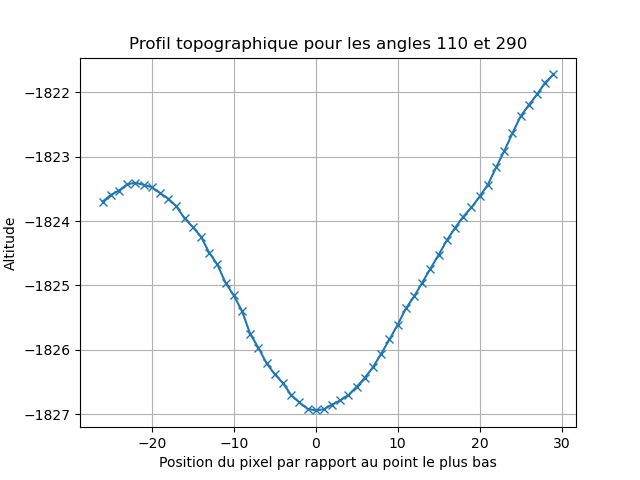 Profil topographique pour les angles 110 et 290
Altitude
−1822
−1823
−1824
−1825
−1826
−1827
−20 −10 0 10 20 30
Position du pixel par rapport au point le plus bas